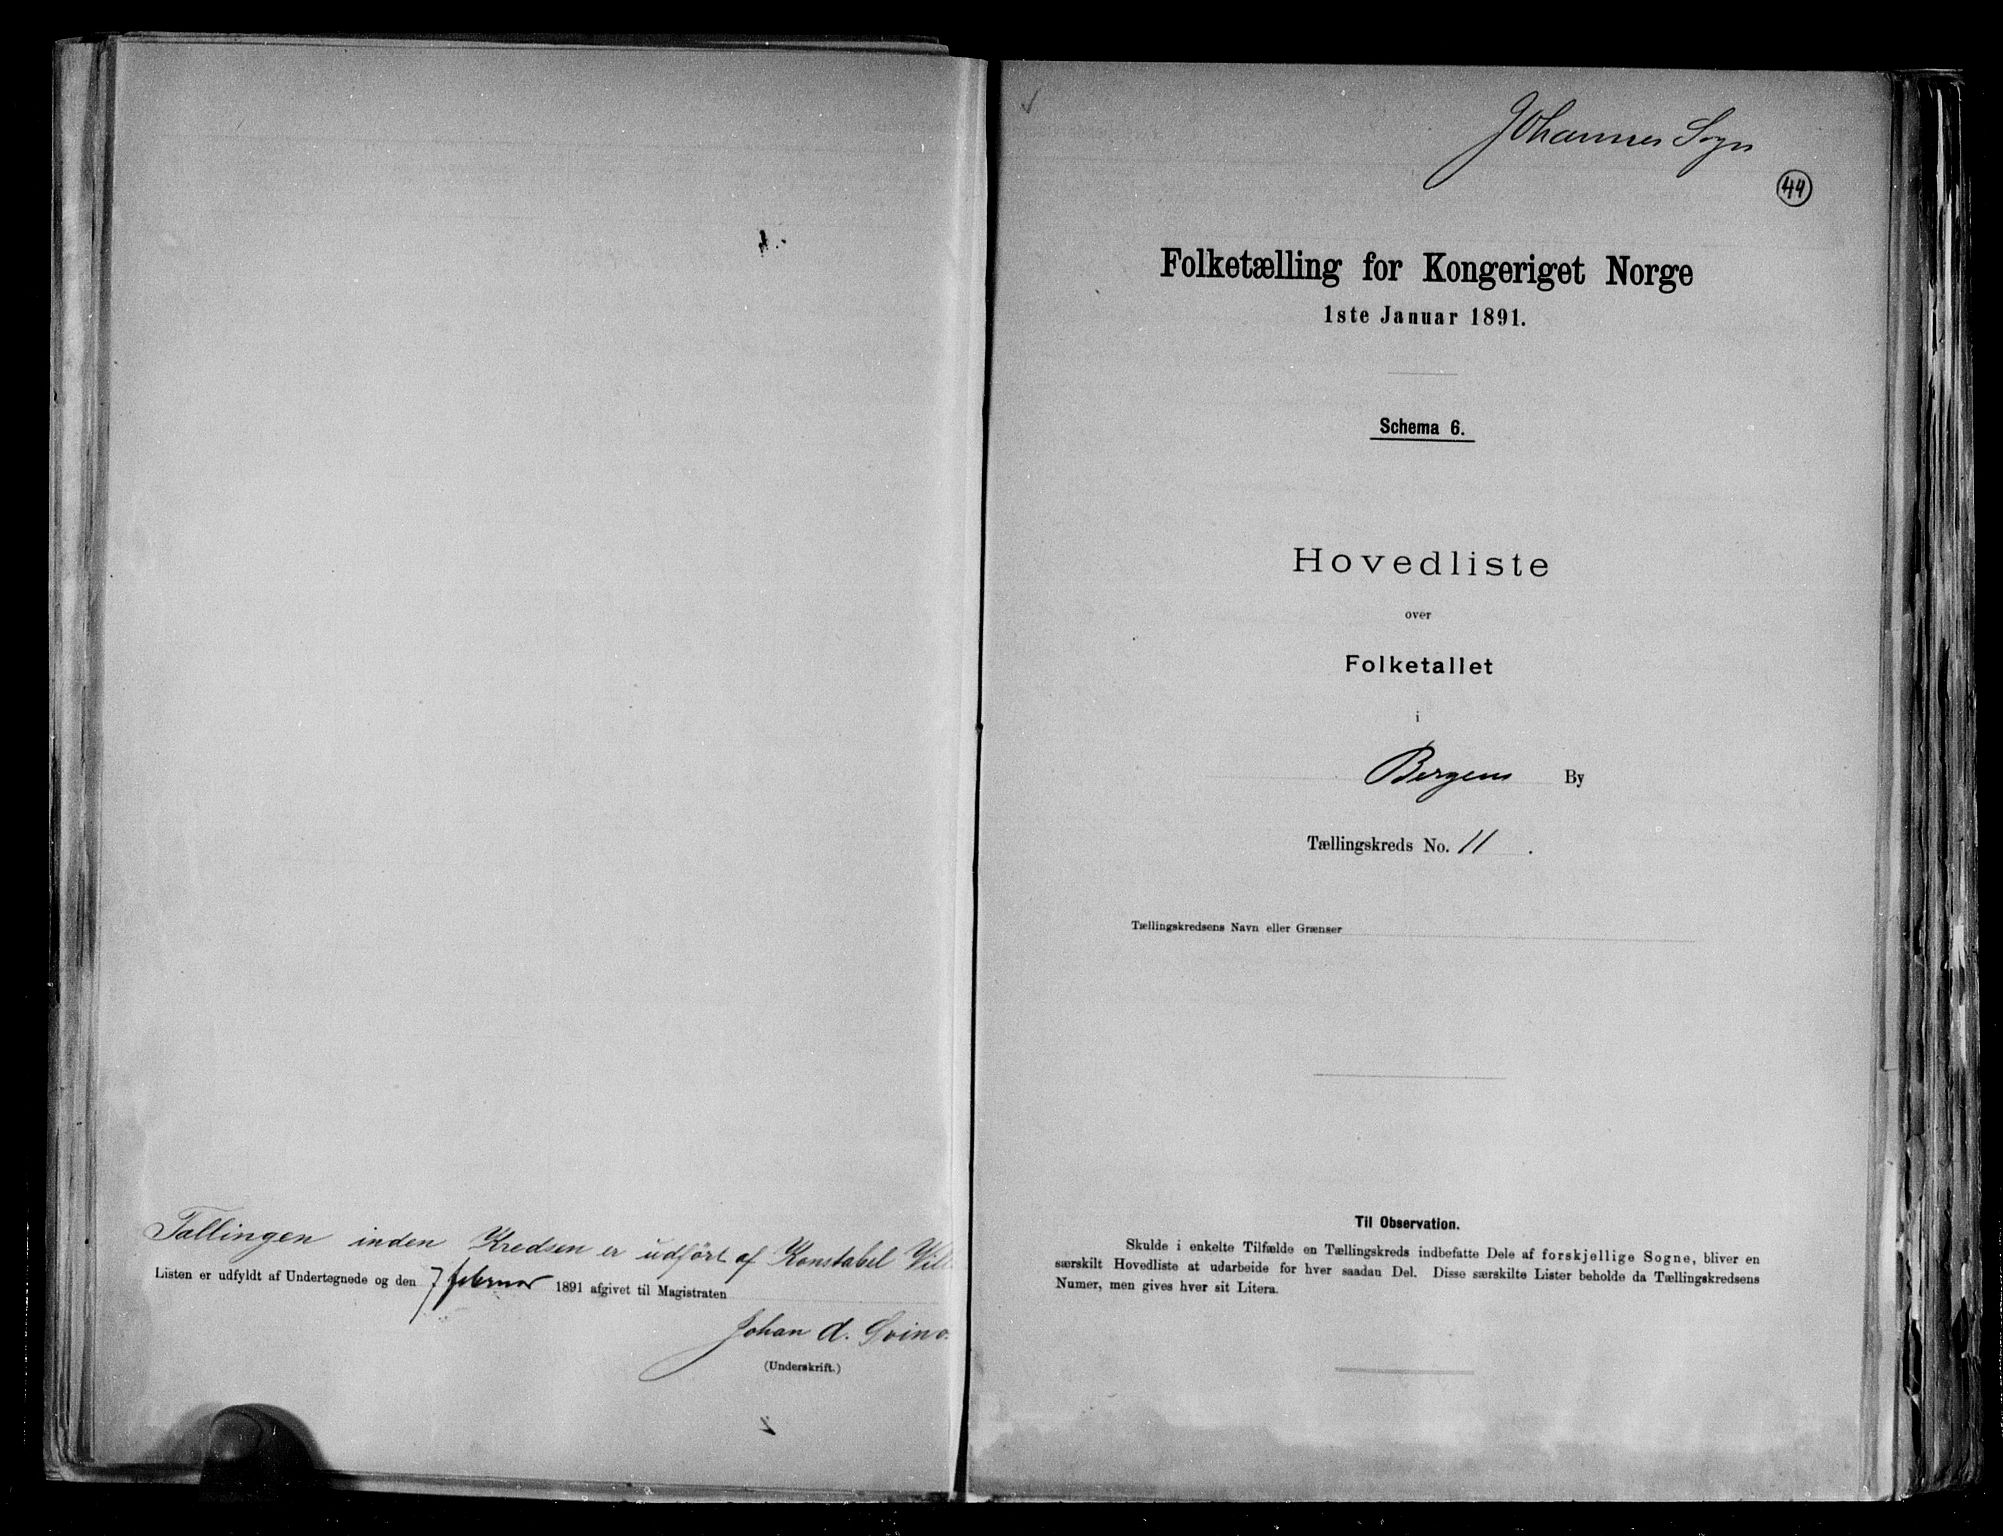 Tællingen inden Kredsen er udført af Konstabel
Listen er udfyldt af Undertegnede og den 7 februar 1891 afgivet til Magistraten
Johan A.
(Underskrift.)
Johannes Sogn
44
Folketælling for Kongeriget Norge
1ste Januar 1891.
Schema 6.
Hovedliste
over
Folketallet
i
Bergens By
Tællingskreds No. 11.
Tællingskredsens Navn eller Grænser
Til Observation.
Skulde i enkelte Tilfælde en Tællingskreds indbefatte Dele af forskjellige Sogne, bliver en
særskilt Hovedliste at udarbeide for hver saadan Del. Disse særskilte Lister beholde da Tællingskredsens
Numer, men gives hver sit Litera.